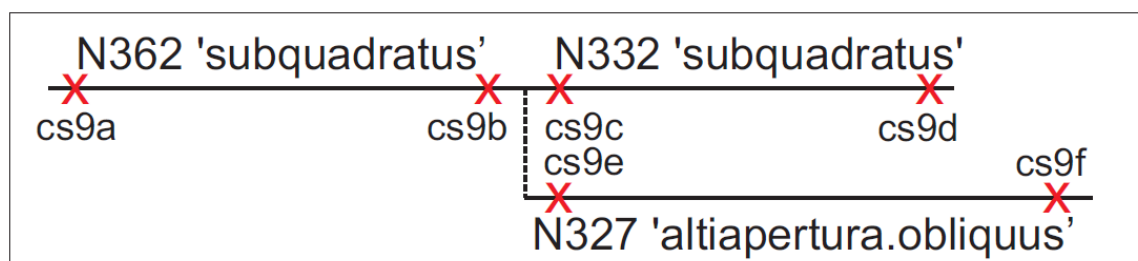 N362 'subquadratus’ N332 'subquadratus'
cs9a cs9b cs9c cs9d
cs9e cs9f
N327 'altiapertura.obliquus’